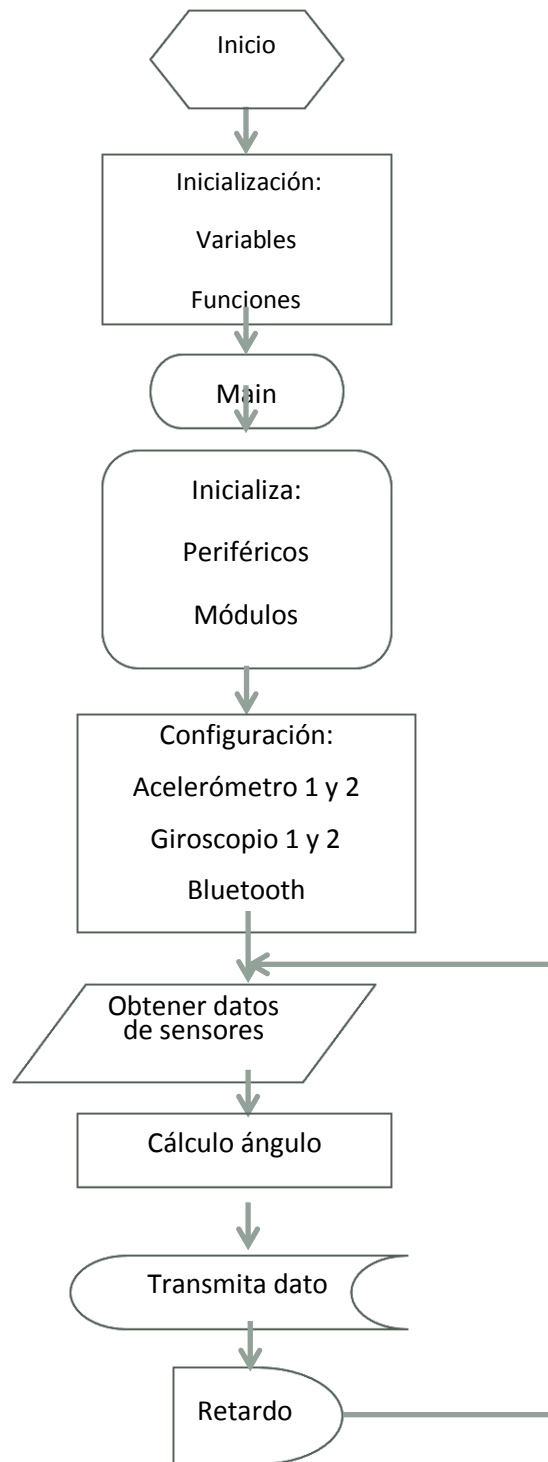 Inicio
Inicialización:
Variables
Funciones
Main
Inicializa:
Periféricos
Módulos
Configuración:
Acelerómetro 1 y 2
Giroscopio 1 y 2
Bluetooth
Obtener datos
de sensores
Cálculo ángulo
Transmita dato
Retardo